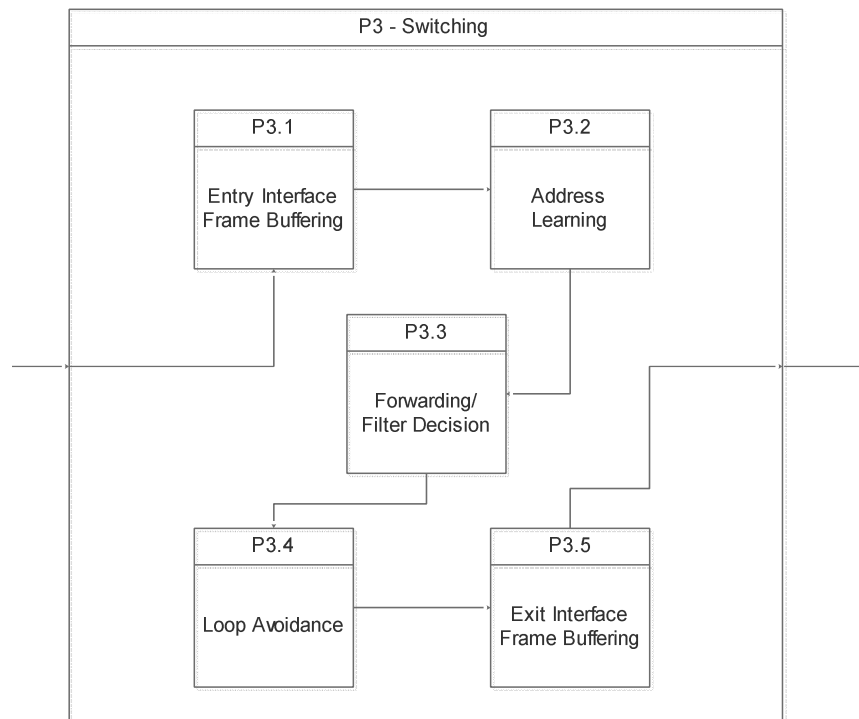 P3 - Switching
P3.1
Entry Interface
Frame Buffering
P3.2
Address
Learning
P3.3
Forwarding/
Filter Decision
P3.4
Loop Avoidance
P3.5
Exit Interface
Frame Buffering